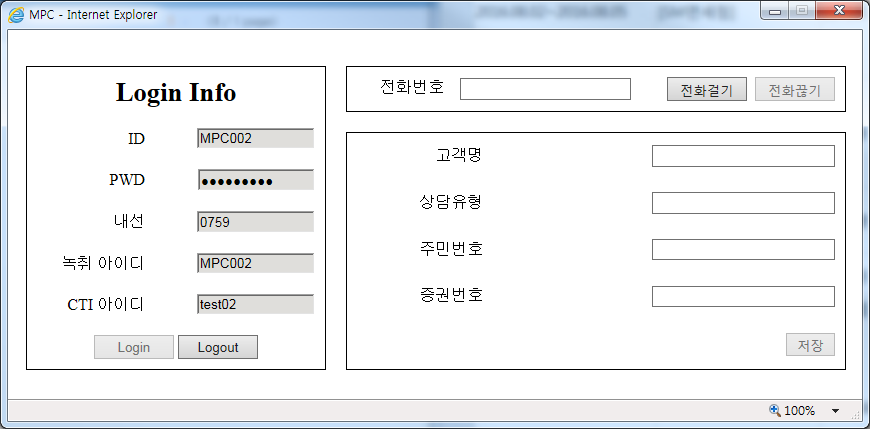 MPC - Internet Explorer
Login Info
ID MPC002
PWD ●●●●●●●●●
내선 0759
녹취 아이디 MPC002
CTI 아이디 test02
Login Logout
전화번호 전화걸기 전화끊기
고객명
상담유형
주민번호
증권번호
저장
100%